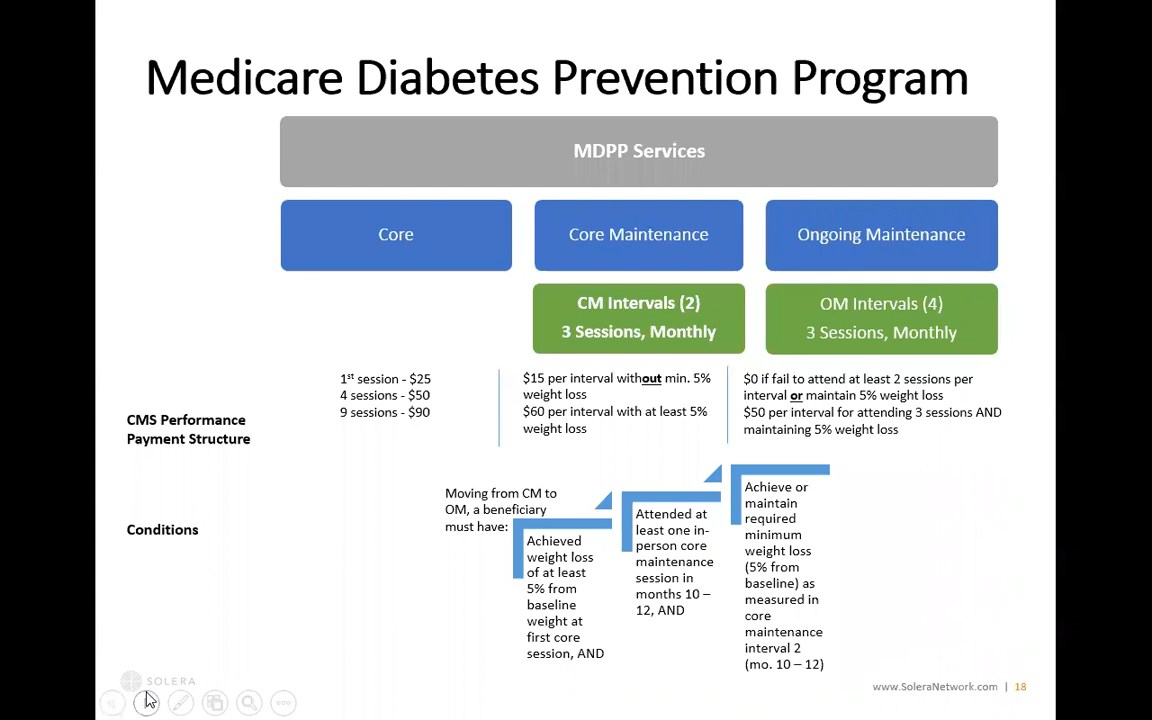 Medicare Diabetes Prevention Program
MDPP Services
Core
Core Maintenance
Ongoing Maintenance
CM Intervals (2)
3 Sessions, Monthly
OM Intervals (4)
3 Sessions, Monthly
CMS Performance
Payment Structure
1st session - $25
4 sessions - $50
9 sessions - $90
$15 per interval without min. 5%
weight loss
$60 per interval with at least 5%
weight loss
$0 if fail to attend at least 2 sessions per
interval or maintain 5% weight loss
$50 per interval for attending 3 sessions AND
maintaining 5% weight loss
Conditions
Moving from CM to
OM, a beneficiary
must have:
Achieved
weight loss
of at least
5% from
baseline
weight at
first core
session, AND
Attended at
least one in-
person core
maintenance
session in
months 10 –
12, AND
Achieve or
maintain
required
minimum
weight loss
(5% from
baseline) as
measured in
core
maintenance
interval 2
(mo. 10 – 12)
SOLERA
www.SoleraNetwork.com | 18